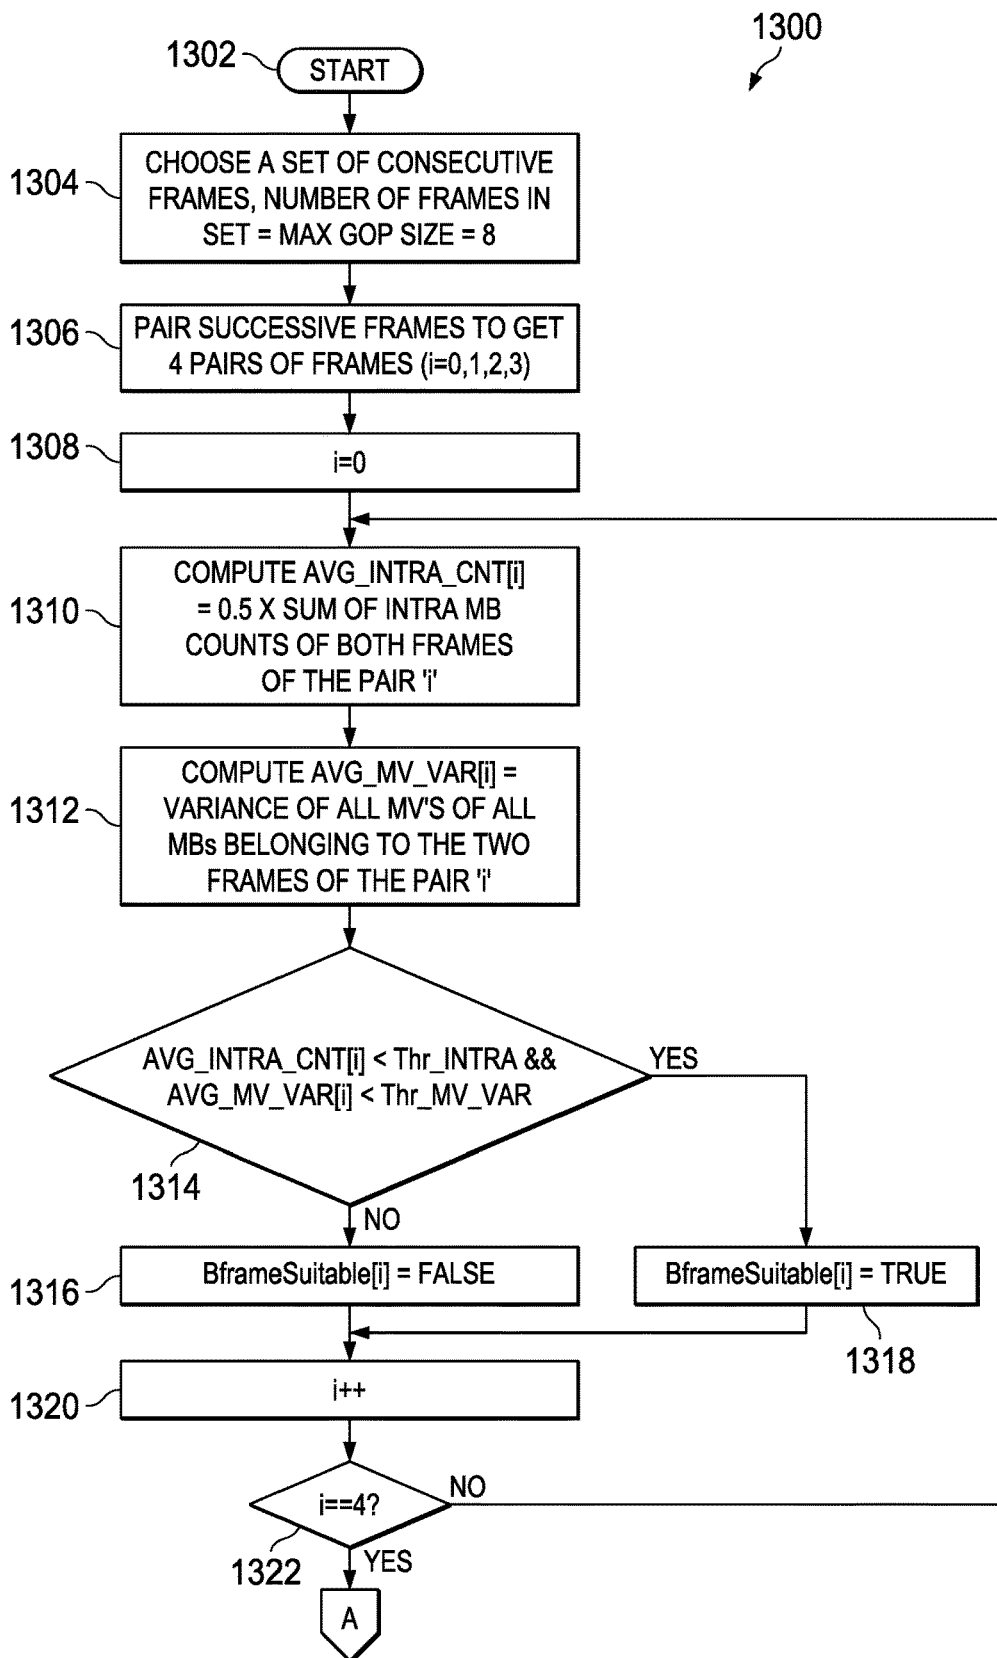 1300
1302
START
1304
CHOOSE A SET OF CONSECUTIVE
FRAMES, NUMBER OF FRAMES IN
SET = MAX GOP SIZE = 8
1306
PAIR SUCCESSIVE FRAMES TO GET
4 PAIRS OF FRAMES (i=0,1,2,3)
1308
i=0
1310
COMPUTE AVG_INTRA_CNT[i]
= 0.5 X SUM OF INTRA MB
COUNTS OF BOTH FRAMES
OF THE PAIR 'i'
1312
COMPUTE AVG_MV_VAR[i] =
VARIANCE OF ALL MV'S OF ALL
MBs BELONGING TO THE TWO
FRAMES OF THE PAIR 'i'
AVG_INTRA_CNT[i] < Thr_INTRA &&
AVG_MV_VAR[i] < Thr_MV_VAR
YES
1314
NO
1316
BframeSuitable[i] = FALSE
BframeSuitable[i] = TRUE
1318
1320
i++
i==4?
NO
1322
YES
A